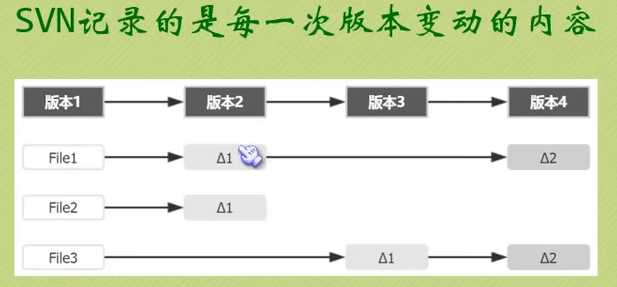 SVN记录的是每一次版本变动的内容
版本1 版本2 版本3 版本4
File1 Δ1 Δ2
File2 Δ1
File3 Δ1 Δ2